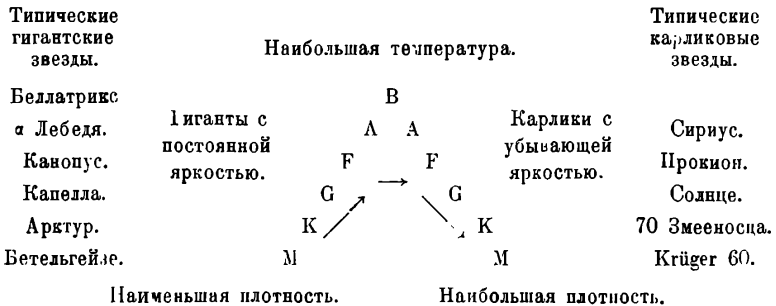 Типические
гигантские
звезды.
Наибольшая температура.
Типические
карликовые
звезды.
Беллатрикс
α Лебедя.
Канопус.
Капелла.
Арктур.
Бетельгейзе.
Гиганты с
постоянной
яркостью.
B
A A
F F
G G
K K
M M
Карлики с
убывающей
яркостью.
Сириус.
Процион.
Солнце.
70 Змееносца.
Krüger 60.
Наименьшая плотность.
Наибольшая плотность.